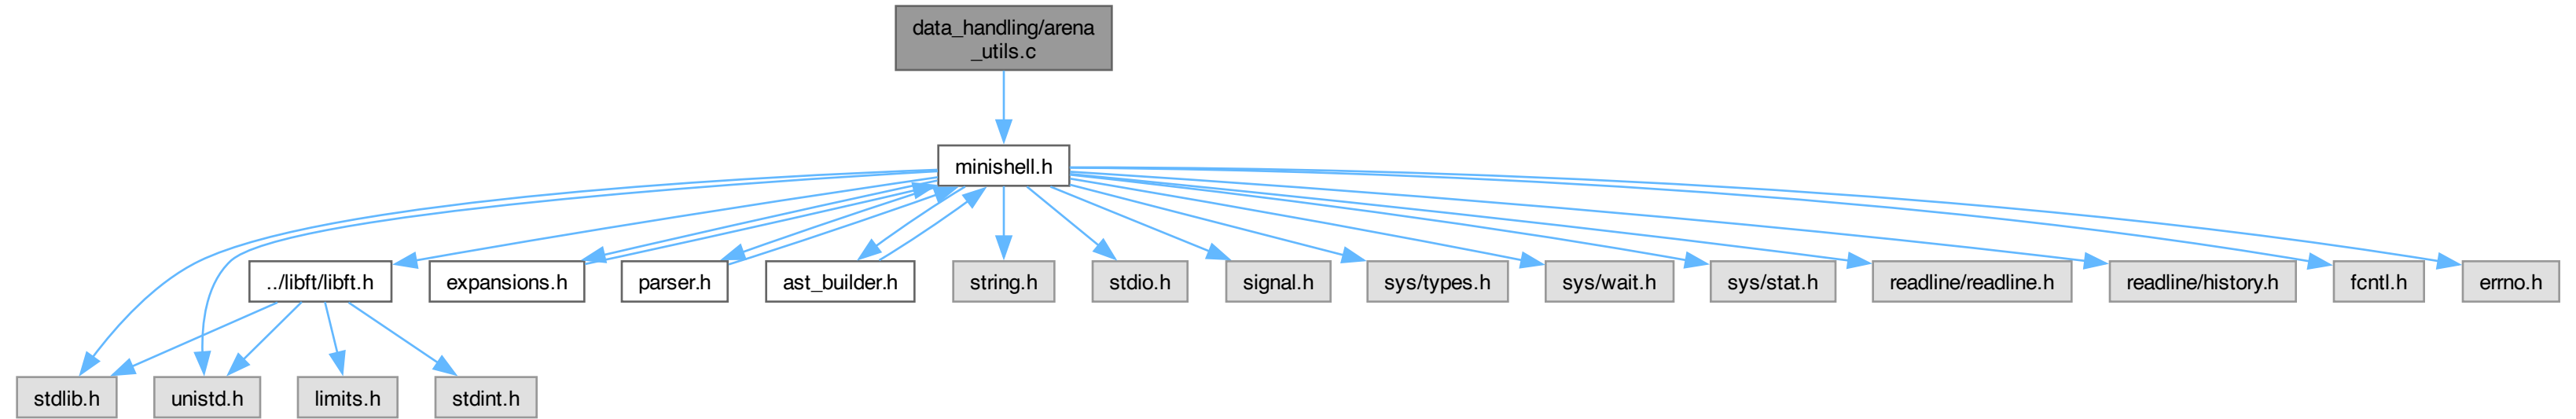 data_handling/arena
_utils.c
minishell.h
../libft/libft.h
expansions.h
parser.h
ast_builder.h
string.h
stdio.h
signal.h
sys/types.h
sys/wait.h
sys/stat.h
readline/readline.h
readline/history.h
fcntl.h
errno.h
stdlib.h
unistd.h
limits.h
stdint.h